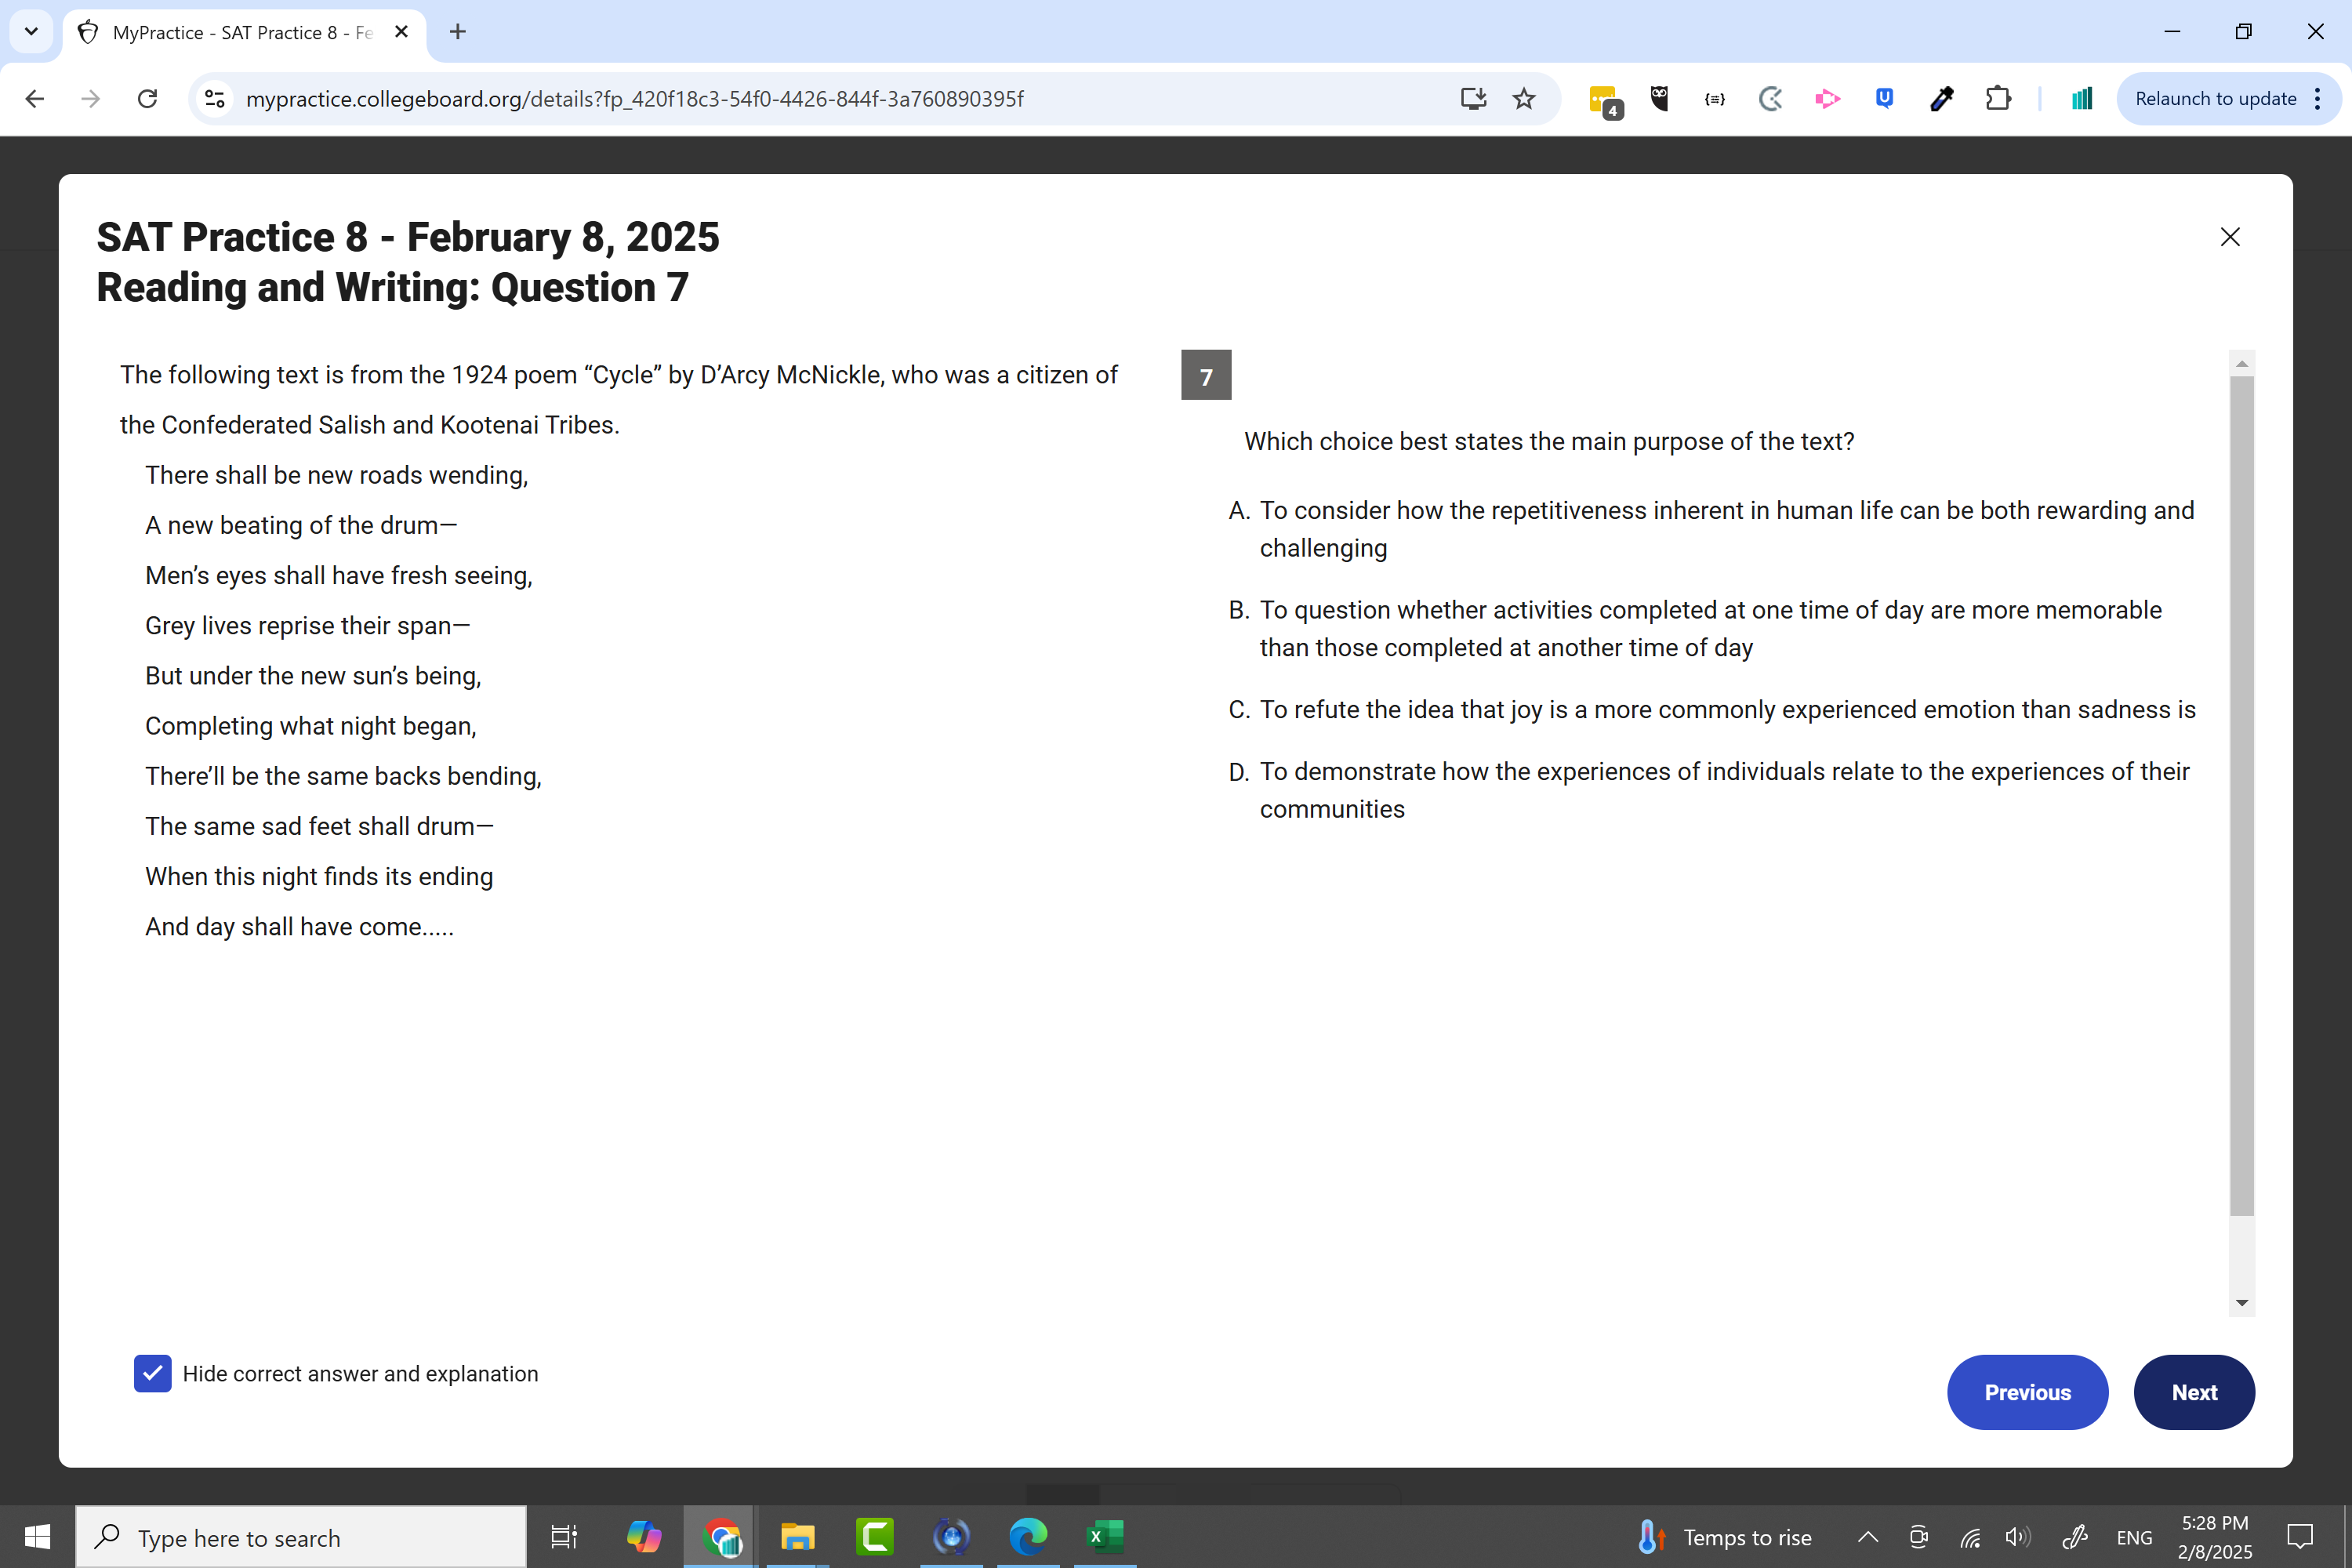 MyPractice - SAT Practice 8 - Fe
mypractice.collegeboard.org/details?fp_420f18c3-54f0-4426-844f-3a760890395f
4
Relaunch to update
SAT Practice 8 - February 8, 2025
Reading and Writing: Question 7
The following text is from the 1924 poem “Cycle” by D’Arcy McNickle, who was a citizen of
the Confederated Salish and Kootenai Tribes.
There shall be new roads wending,
A new beating of the drum—
Men’s eyes shall have fresh seeing,
Grey lives reprise their span—
But under the new sun’s being,
Completing what night began,
There’ll be the same backs bending,
The same sad feet shall drum—
When this night finds its ending
And day shall have come.....
7
Which choice best states the main purpose of the text?
A. To consider how the repetitiveness inherent in human life can be both rewarding and
challenging
B. To question whether activities completed at one time of day are more memorable
than those completed at another time of day
C. To refute the idea that joy is a more commonly experienced emotion than sadness is
D. To demonstrate how the experiences of individuals relate to the experiences of their
communities
Hide correct answer and explanation
Previous
Next
Type here to search
Temps to rise
ENG
5:28 PM
2/8/2025